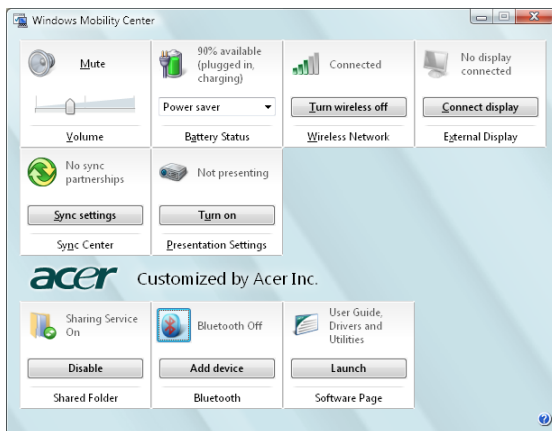 Windows Mobility Center
Mute
Volume
90% available
(plugged in,
charging)
Power saver
Battery Status
Connected
Turn wireless off
Wireless Network
No display
connected
Connect display
External Display
No sync
partnerships
Sync settings
Sync Center
Not presenting
Turn on
Presentation Settings
acer Customized by Acer Inc.
Sharing Service
On
Disable
Shared Folder
Bluetooth Off
Add device
Bluetooth
User Guide,
Drivers and
Utilities
Launch
Software Page
?